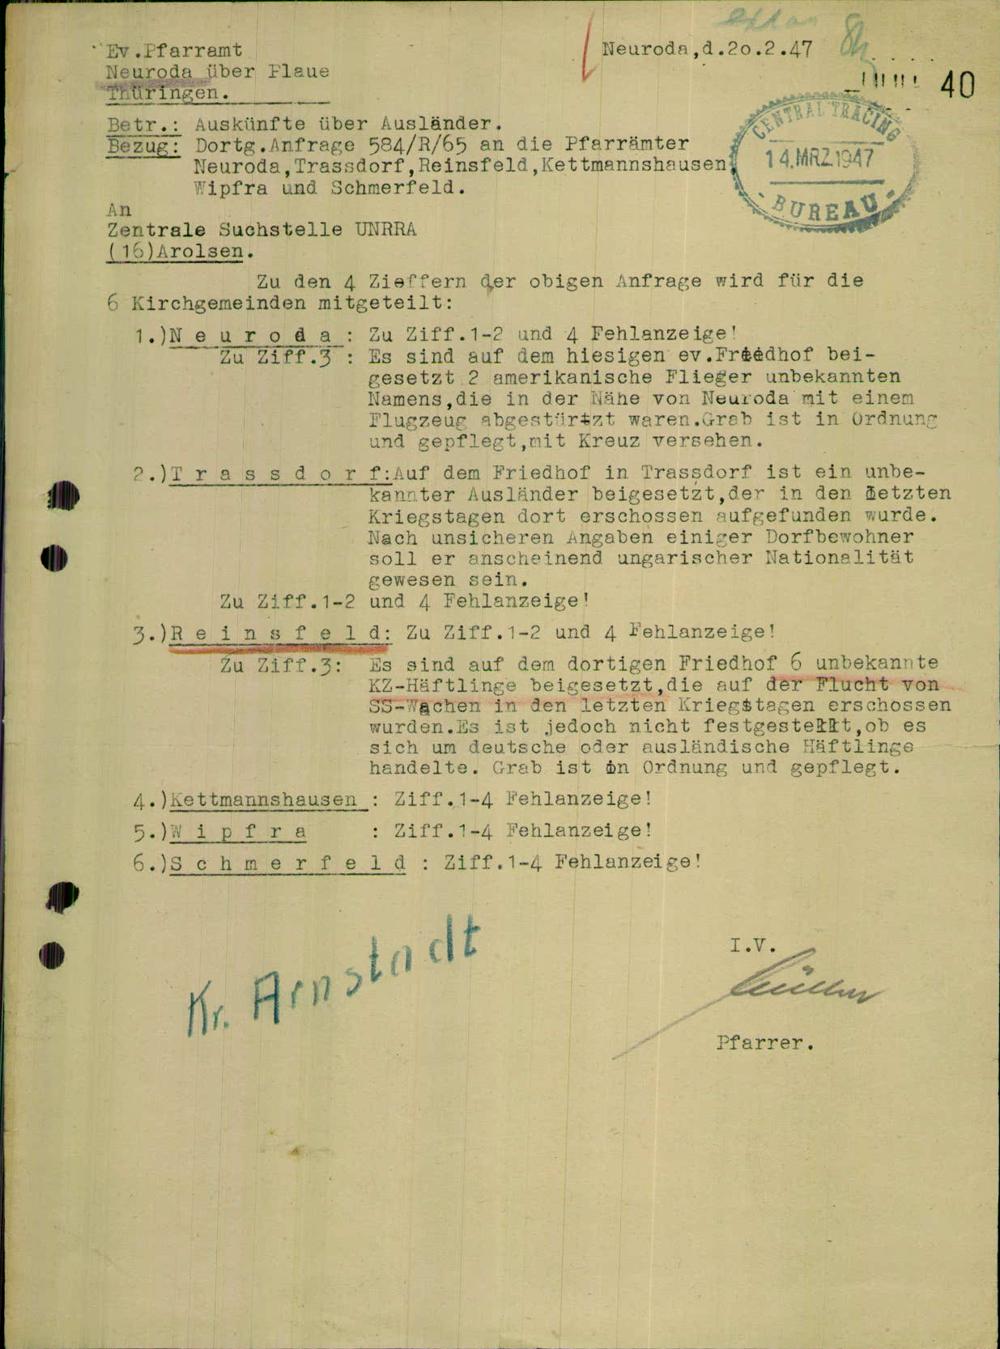 Ev.Pfarramt
Neuroda über Plaue
Thüringen.
Neuroda,d.2o.2.47
40
CENTRAL TRACING
14.MRZ.1947
BUREAU
Betr.: Auskünfte über Ausländer.
Bezug: Dortg.Anfrage 584/R/65 an die Pfarrämter
Neuroda,Trassdorf,Reinsfeld,Kettmannshausen,
Wipfra und Schmerfeld.
An
Zentrale Suchstelle UNRRA
(16)Arolsen.
Zu den 4 Zieffern der obigen Anfrage wird für die
6 Kirchgemeinden mitgeteilt:
1.)N e u r o d a : Zu Ziff.1-2 und 4 Fehlanzeige!
Zu Ziff.3 : Es sind auf dem hiesigen ev.Friedhof bei-
gesetzt 2 amerikanische Flieger unbekannten
Namens,die in der Nähe von Neuroda mit einem
Flugzeug abgestürtzt waren.Grab ist in Ordnung
und gepflegt,mit Kreuz versehen.
2.)T r a s s d o r f:Auf dem Friedhof in Trassdorf ist ein unbe-
kannter Ausländer beigesetzt,der in den letzten
Kriegstagen dort erschossen aufgefunden wurde.
Nach unsicheren Angaben einiger Dorfbewohner
soll er anscheinend ungarischer Nationalität
gewesen sein.
Zu Ziff.1-2 und 4 Fehlanzeige!
3.)R e i n s f e l d: Zu Ziff.1-2 und 4 Fehlanzeige!
Zu Ziff.3: Es sind auf dem dortigen Friedhof 6 unbekannte
KZ-Häftlinge beigesetzt,die auf der Flucht von
SS-Wachen in den letzten Kriegstagen erschossen
wurden.Es ist jedoch nicht festgestellt,ob es
sich um deutsche oder ausländische Häftlinge
handelte. Grab ist in Ordnung und gepflegt.
4.)Kettmannshausen : Ziff.1-4 Fehlanzeige!
5.)W i p f r a : Ziff.1-4 Fehlanzeige!
6.)S c h m e r f e l d : Ziff.1-4 Fehlanzeige!
Kr. Arnstadt
I.V.
Pfarrer.